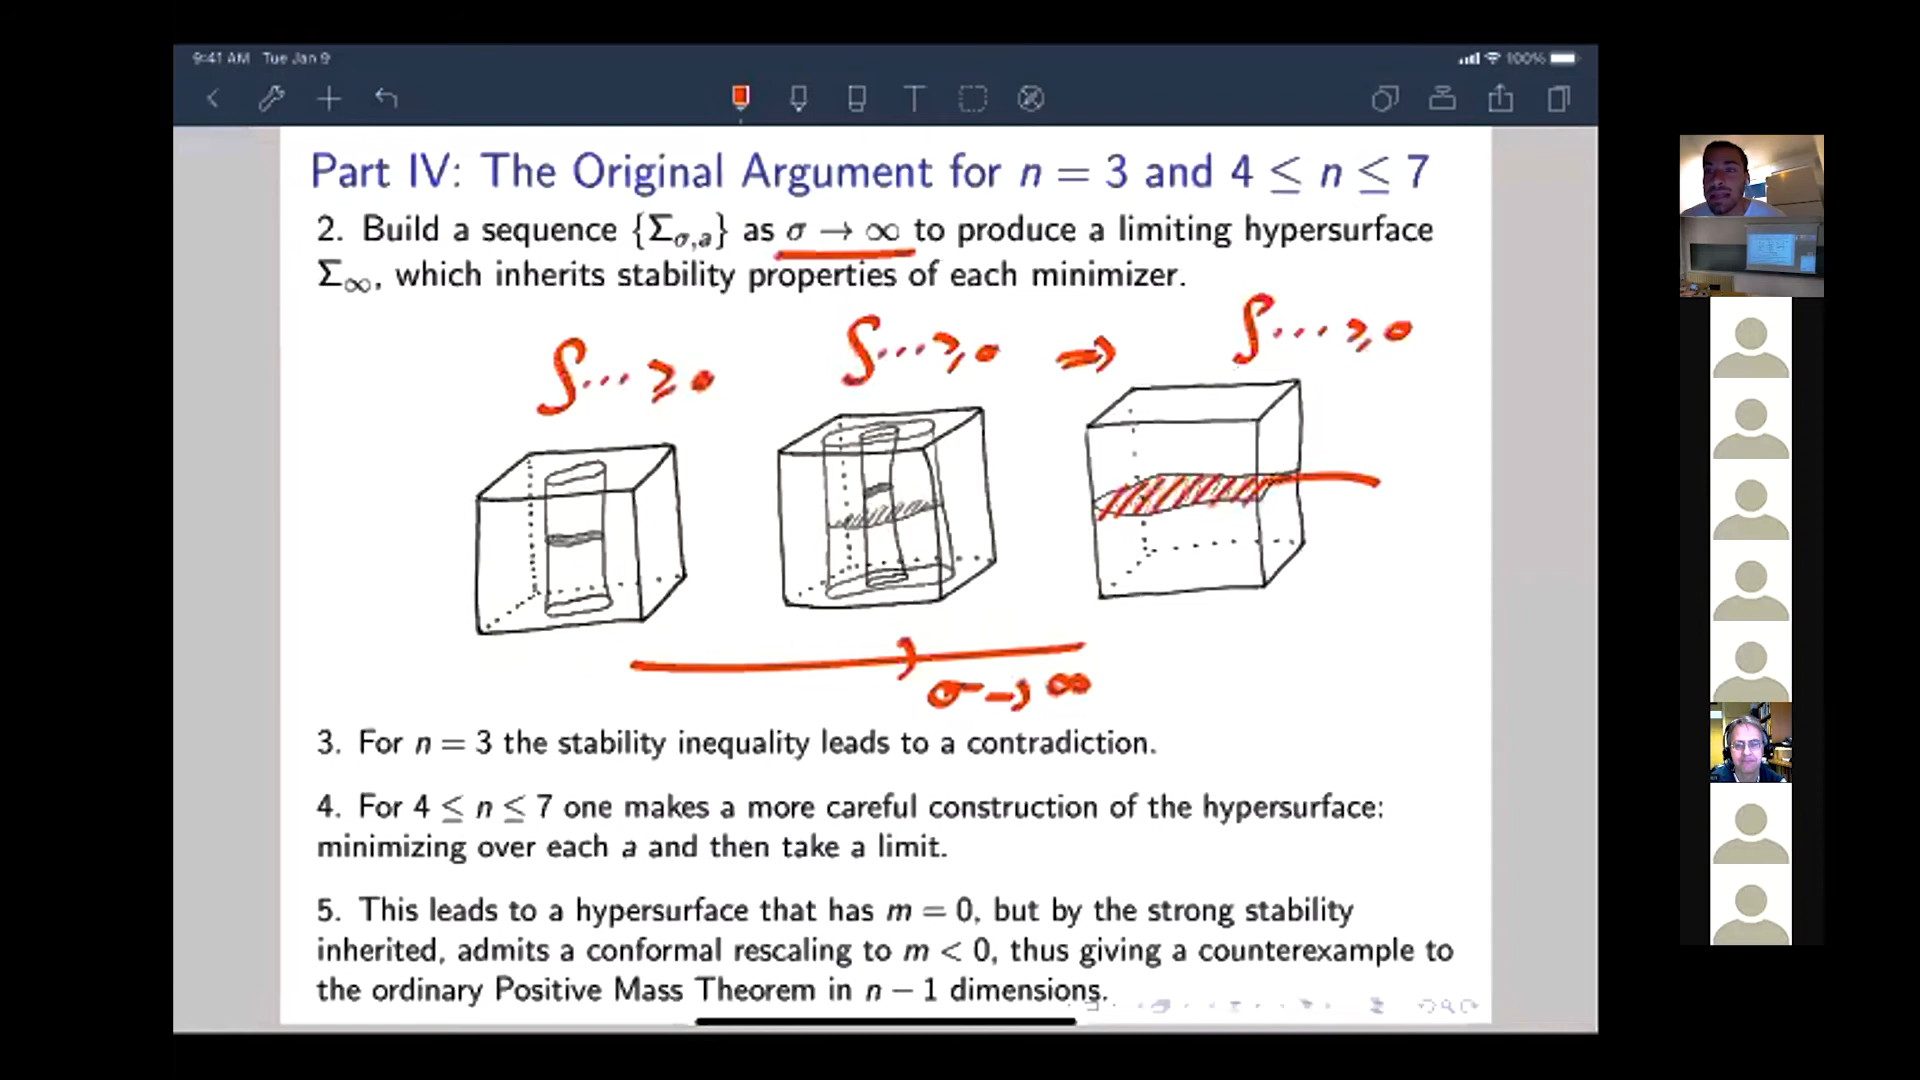 9:41 AM Tue Jan 9
100%
Part IV: The Original Argument for n = 3 and 4 ≤ n ≤ 7
2. Build a sequence {Σσ,a} as σ → ∞ to produce a limiting hypersurface
Σ∞, which inherits stability properties of each minimizer.
∫... ≥ 0 ∫... ≥ 0 ⇒ ∫... ≥ 0
σ → ∞
3. For n = 3 the stability inequality leads to a contradiction.
4. For 4 ≤ n ≤ 7 one makes a more careful construction of the hypersurface:
minimizing over each a and then take a limit.
5. This leads to a hypersurface that has m = 0, but by the strong stability
inherited, admits a conformal rescaling to m < 0, thus giving a counterexample to
the ordinary Positive Mass Theorem in n − 1 dimensions.